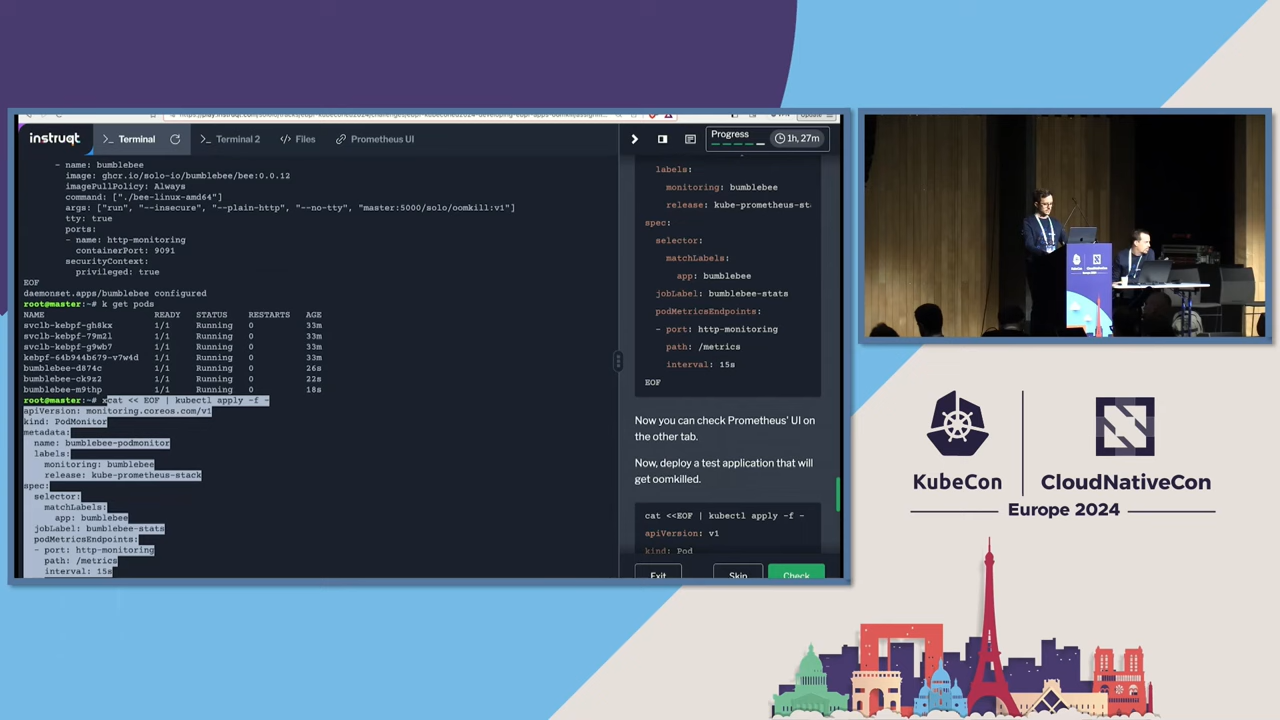 instruqt
Terminal
Terminal 2
Files
Prometheus UI
Progress
1h, 27m
- name: bumblebee
image: ghcr.io/solo-io/bumblebee/bee:0.0.12
imagePullPolicy: Always
command: ["./bee-linux-amd64"]
args: ["run", "--insecure", "--plain-http", "--no-tty", "master:5000/solo/oomkill:v1"]
tty: true
ports:
- name: http-monitoring
containerPort: 9091
securityContext:
privileged: true
EOF
daemonset.apps/bumblebee configured
root@master:~# k get pods
NAME READY STATUS RESTARTS AGE
svclb-kebpf-gh8kx 1/1 Running 0 33m
svclb-kebpf-79m2l 1/1 Running 0 33m
svclb-kebpf-g9wb7 1/1 Running 0 33m
kebpf-64b944b679-v7w4d 1/1 Running 0 33m
bumblebee-d874c 1/1 Running 0 26s
bumblebee-ck9z2 1/1 Running 0 22s
bumblebee-m9thp 1/1 Running 0 18s
root@master:~# xcat << EOF | kubectl apply -f -
apiVersion: monitoring.coreos.com/v1
kind: PodMonitor
metadata:
name: bumblebee-podmonitor
labels:
monitoring: bumblebee
release: kube-prometheus-stack
spec:
selector:
matchLabels:
app: bumblebee
jobLabel: bumblebee-stats
podMetricsEndpoints:
- port: http-monitoring
path: /metrics
interval: 15s
labels:
monitoring: bumblebee
release: kube-prometheus-sta
spec:
selector:
matchLabels:
app: bumblebee
jobLabel: bumblebee-stats
podMetricsEndpoints:
- port: http-monitoring
path: /metrics
interval: 15s
EOF
Now you can check Prometheus' UI on
the other tab.
Now, deploy a test application that will
get oomkilled.
cat <<EOF | kubectl apply -f -
apiVersion: v1
kind: Pod
Exit
Skip
Check
KubeCon
CloudNativeCon
Europe 2024
KubeCon
CloudNativeCon
Europe 2024